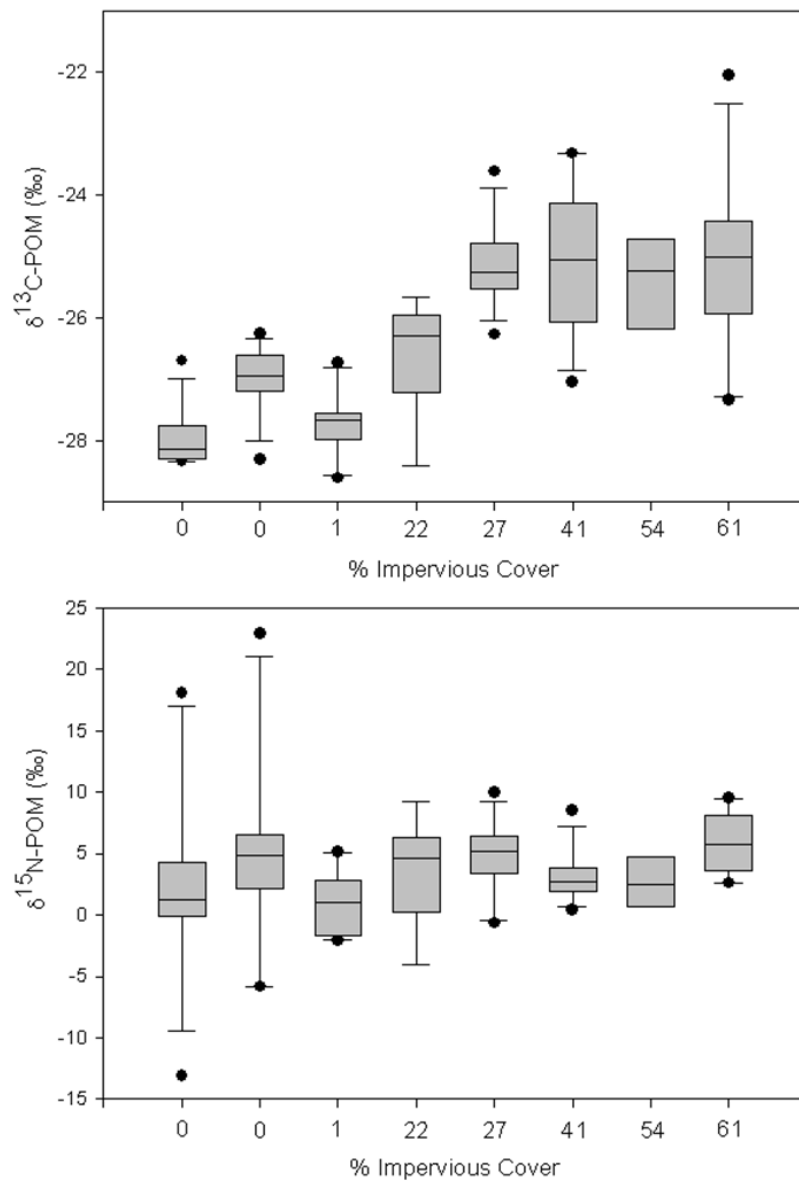 -22
-24
-26
-28
δ13C-POM (‰)
0 0 1 22 27 41 54 61
% Impervious Cover
25
20
15
10
5
0
-5
-10
-15
δ15N-POM (‰)
0 0 1 22 27 41 54 61
% Impervious Cover